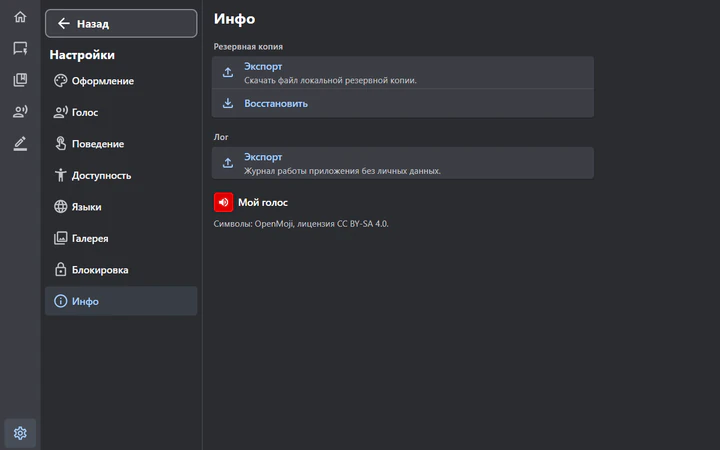 Назад
Настройки
Оформление
Голос
Поведение
Доступность
Языки
Галерея
Блокировка
Инфо
Инфо
Резервная копия
Экспорт
Скачать файл локальной резервной копии.
Восстановить
Лог
Экспорт
Журнал работы приложения без личных данных.
Мой голос
Символы: OpenMoji, лицензия CC BY-SA 4.0.